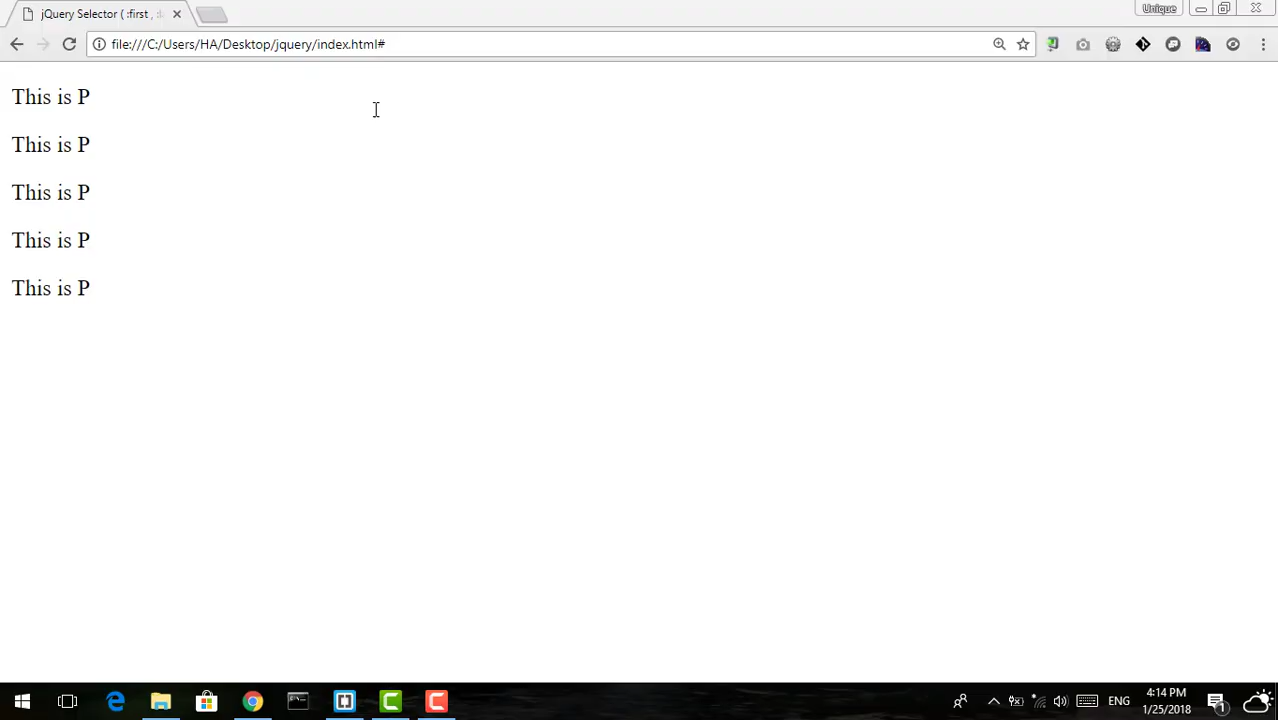 jQuery Selector ( :first , :
Unique
file:///C:/Users/HA/Desktop/jquery/index.html#
This is P
This is P
This is P
This is P
This is P
ENG
4:14 PM
1/25/2018
1